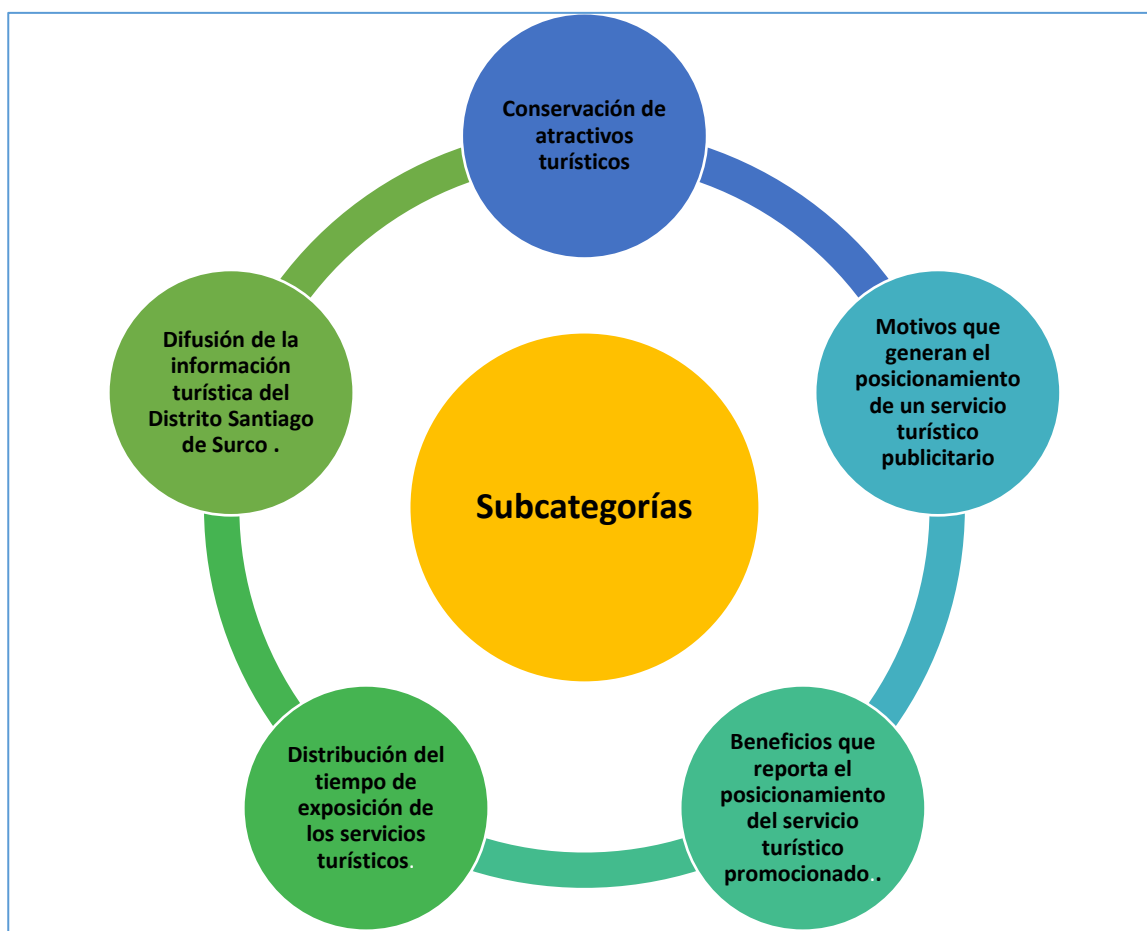 Conservación de
atractivos
turísticos
Motivos que
generan el
posicionamiento
de un servicio
turístico
publicitario
Beneficios que
reporta el
posicionamiento
del servicio
turístico
promocionado. .
Distribución del
tiempo de
exposición de
los servicios
turísticos.
Difusión de la
información
turística del
Distrito Santiago
de Surco .
Subcategorías